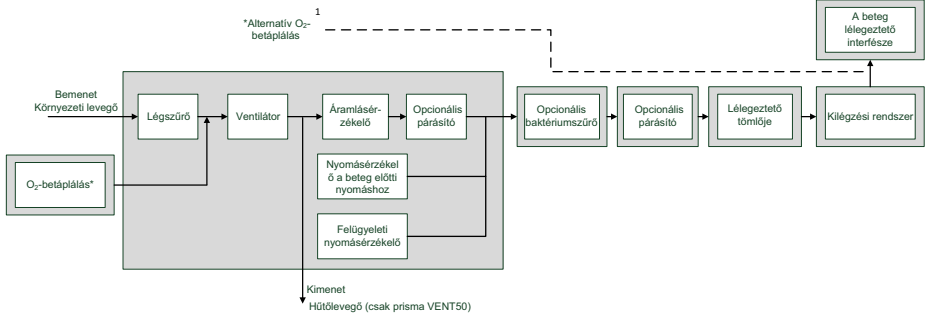 1
*Alternatív O₂-
betáplálás
A beteg
lélegeztető
interfésze
Bemenet
Környezeti levegő
Légszűrő
Ventilátor
Áramlásér-
zékelő
Opcionális
párásító
Opcionális
baktériumszűrő
Opcionális
párásító
Lélegeztető
tömlője
Kilégzési rendszer
O₂-betáplálás*
Nyomásérzékel
ő a beteg előtti
nyomáshoz
Felügyeleti
nyomásérzékelő
Kimenet
Hűtőlevegő (csak prisma VENT50)